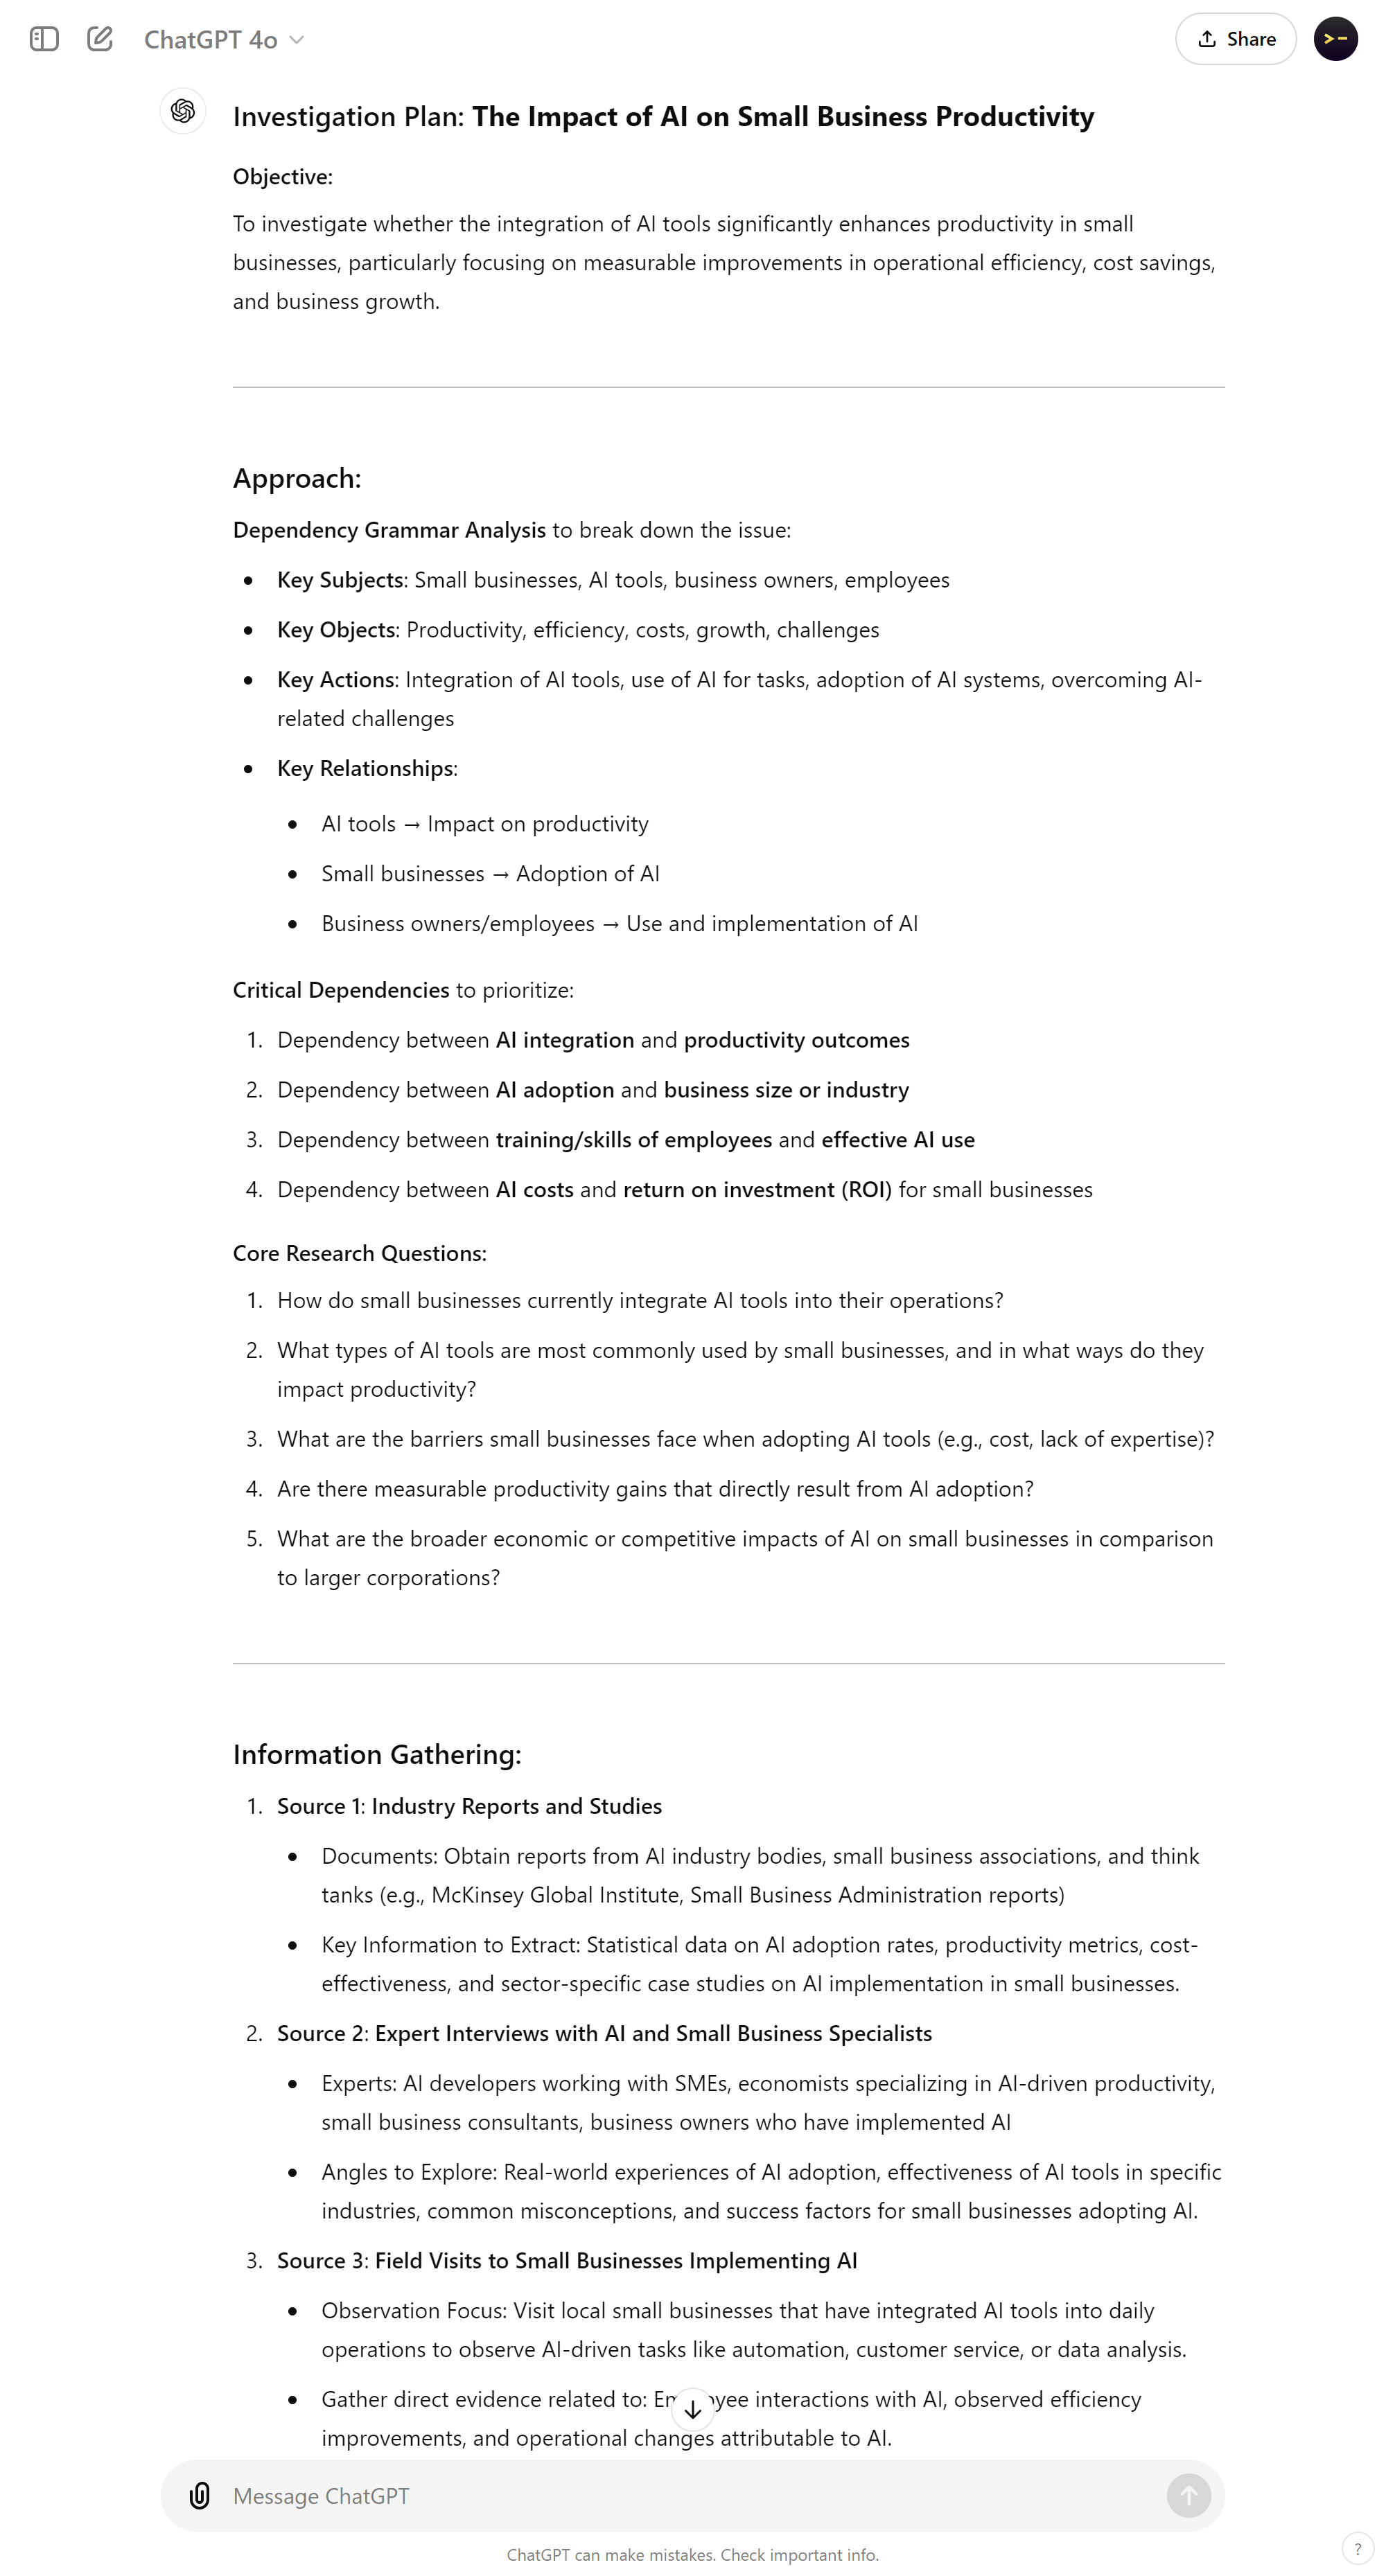 ChatGPT 4o
Share
Investigation Plan: The Impact of AI on Small Business Productivity
Objective:
To investigate whether the integration of AI tools significantly enhances productivity in small
businesses, particularly focusing on measurable improvements in operational efficiency, cost savings,
and business growth.
Approach:
Dependency Grammar Analysis to break down the issue:
• Key Subjects: Small businesses, AI tools, business owners, employees
• Key Objects: Productivity, efficiency, costs, growth, challenges
• Key Actions: Integration of AI tools, use of AI for tasks, adoption of AI systems, overcoming AI-
related challenges
• Key Relationships:
• AI tools → Impact on productivity
• Small businesses → Adoption of AI
• Business owners/employees → Use and implementation of AI
Critical Dependencies to prioritize:
1. Dependency between AI integration and productivity outcomes
2. Dependency between AI adoption and business size or industry
3. Dependency between training/skills of employees and effective AI use
4. Dependency between AI costs and return on investment (ROI) for small businesses
Core Research Questions:
1. How do small businesses currently integrate AI tools into their operations?
2. What types of AI tools are most commonly used by small businesses, and in what ways do they
impact productivity?
3. What are the barriers small businesses face when adopting AI tools (e.g., cost, lack of expertise)?
4. Are there measurable productivity gains that directly result from AI adoption?
5. What are the broader economic or competitive impacts of AI on small businesses in comparison
to larger corporations?
Information Gathering:
1. Source 1: Industry Reports and Studies
• Documents: Obtain reports from AI industry bodies, small business associations, and think
tanks (e.g., McKinsey Global Institute, Small Business Administration reports)
• Key Information to Extract: Statistical data on AI adoption rates, productivity metrics, cost-
effectiveness, and sector-specific case studies on AI implementation in small businesses.
2. Source 2: Expert Interviews with AI and Small Business Specialists
• Experts: AI developers working with SMEs, economists specializing in AI-driven productivity,
small business consultants, business owners who have implemented AI
• Angles to Explore: Real-world experiences of AI adoption, effectiveness of AI tools in specific
industries, common misconceptions, and success factors for small businesses adopting AI.
3. Source 3: Field Visits to Small Businesses Implementing AI
• Observation Focus: Visit local small businesses that have integrated AI tools into daily
operations to observe AI-driven tasks like automation, customer service, or data analysis.
• Gather direct evidence related to: interactions with AI, observed efficiency
improvements, and operational changes attributable to AI.
Message ChatGPT
ChatGPT can make mistakes. Check important info.
?